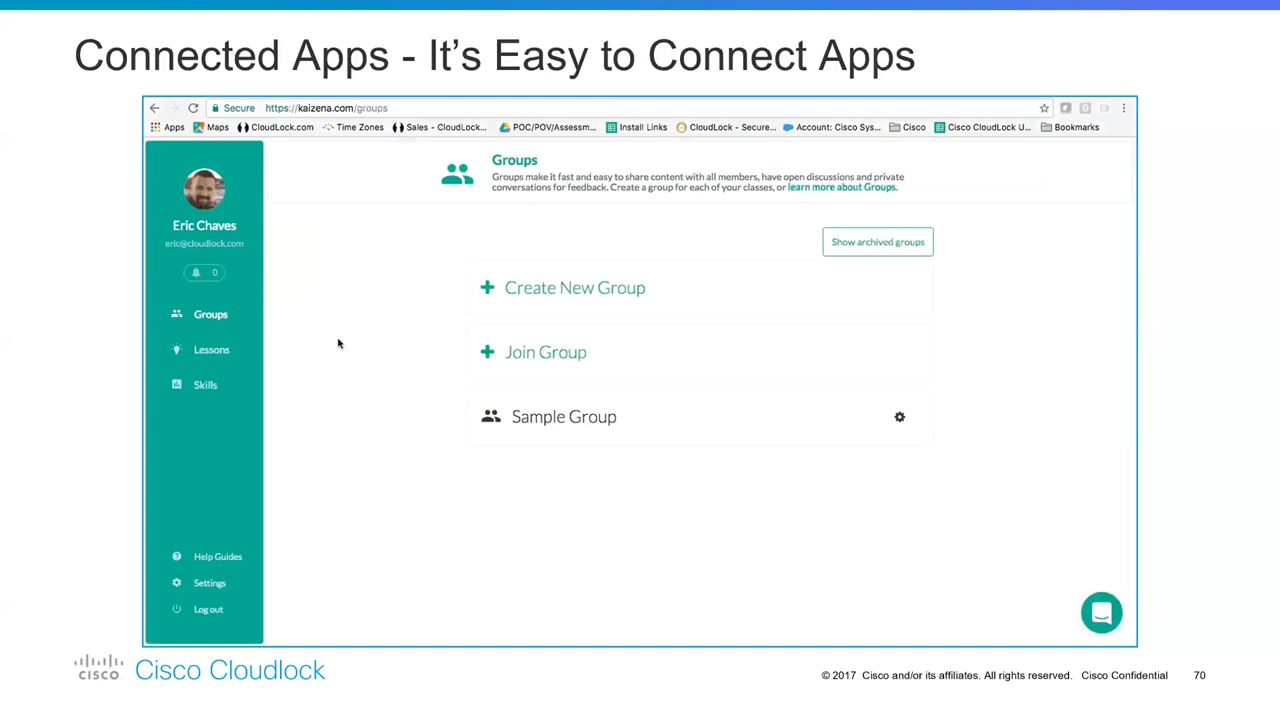 Connected Apps - It's Easy to Connect Apps
Secure https://kaizena.com/groups
Apps Maps CloudLock.com Time Zones Sales - CloudLock... POC/POV/Assessm... Install Links CloudLock - Secure... Account: Cisco Sys... Cisco Cisco CloudLock U... Bookmarks
Eric Chaves
eric@cloudlock.com
0
Groups
Lessons
Skills
Help Guides
Settings
Log out
Groups
Groups make it fast and easy to share content with all members, have open discussions and private
conversations for feedback. Create a group for each of your classes, or learn more about Groups.
Show archived groups
Create New Group
Join Group
Sample Group
CISCO Cisco Cloudlock
© 2017 Cisco and/or its affiliates. All rights reserved. Cisco Confidential 70